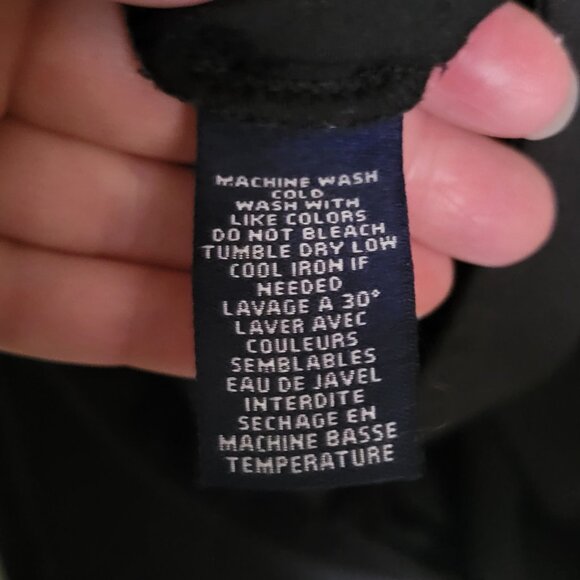 MACHINE WASH
COLD
WASH WITH
LIKE COLORS
DO NOT BLEACH
TUMBLE DRY LOW
COOL IRON IF
NEEDED
LAVAGE A 30°
LAVER AVEC
COULEURS
SEMBLABLES
EAU DE JAVEL
INTERDITE
SECHAGE EN
MACHINE BASSE
TEMPERATURE